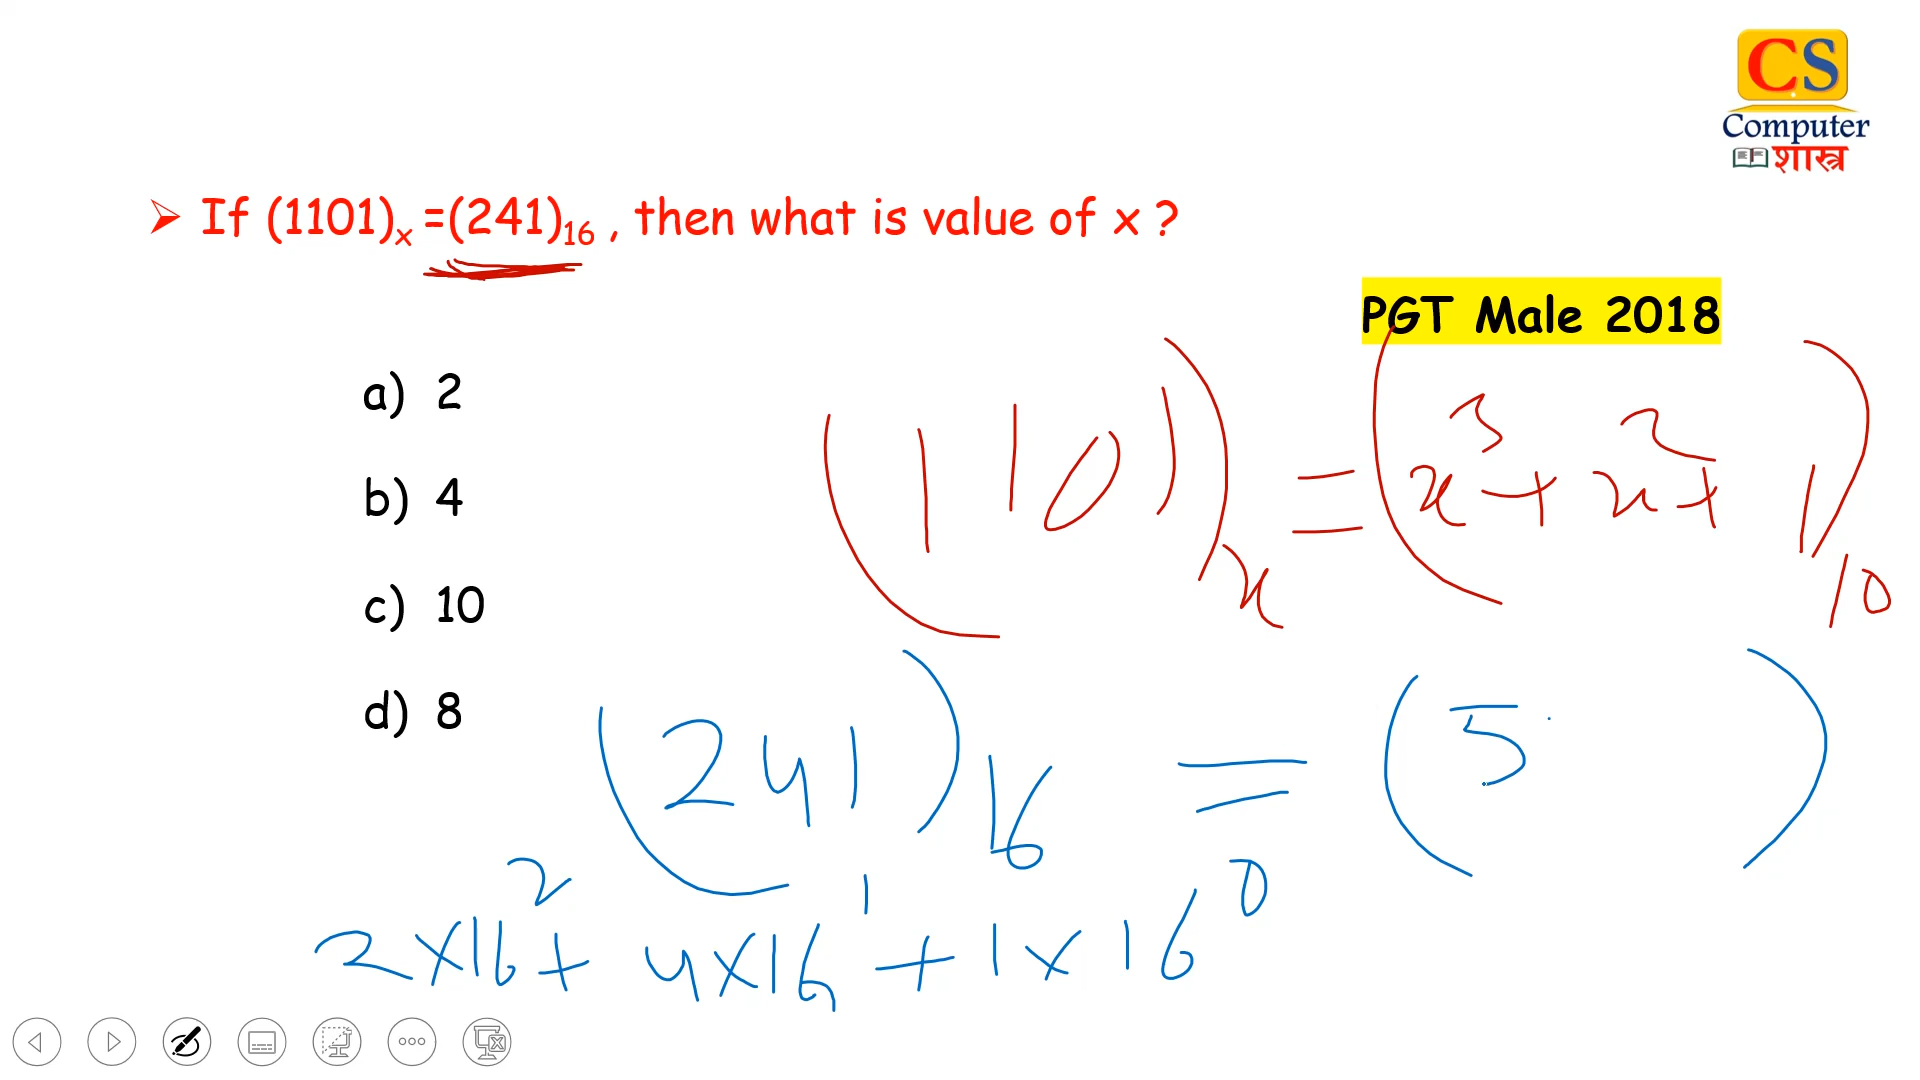 CS
Computer
शास्त्र
➢ If (1101)ₓ =(241)₁₆ , then what is value of x ?
PGT Male 2018
a) 2
b) 4
c) 10
d) 8
(1101)ₓ = (x³ + x² + 1)₁₀
(241)₁₆ = (5 )
2×16² + 4×16¹ + 1×16⁰